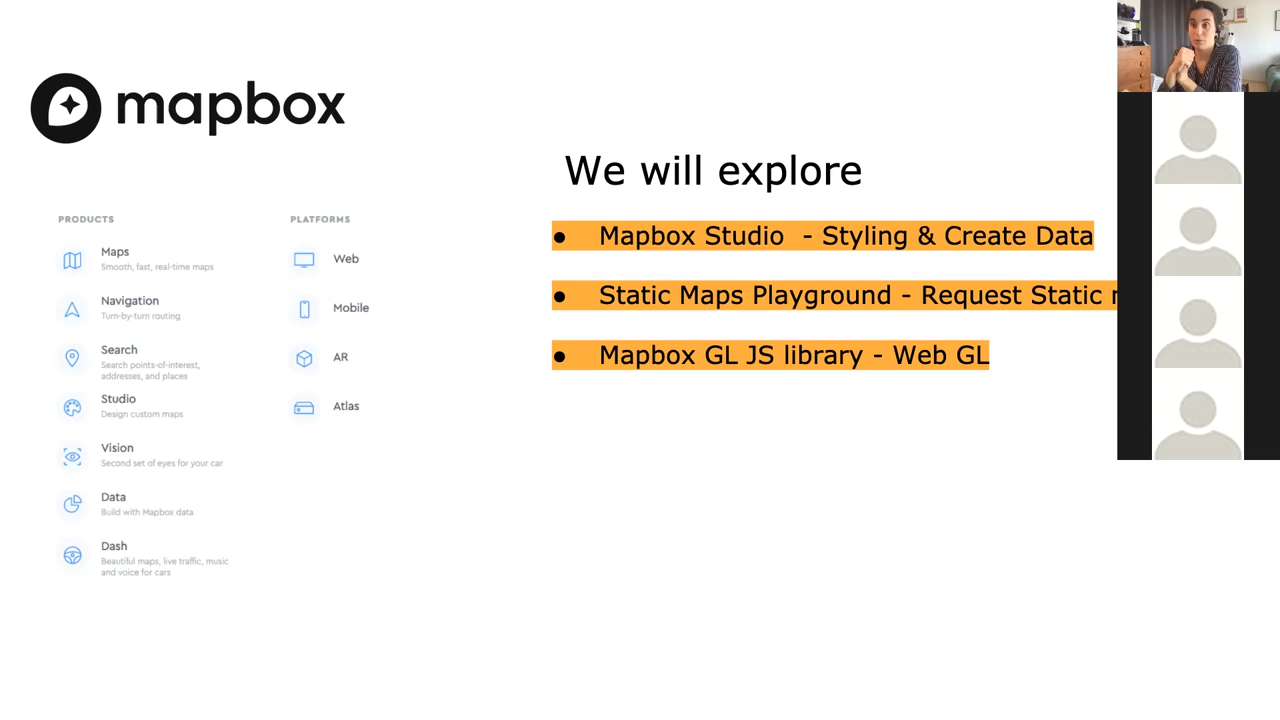 mapbox
PRODUCTS
Maps
Smooth, fast, real-time maps
Navigation
Turn-by-turn routing
Search
Search points-of-interest,
addresses, and places
Studio
Design custom maps
Vision
Second set of eyes for your car
Data
Build with Mapbox data
Dash
Beautiful maps, live traffic, music
and voice for cars
PLATFORMS
Web
Mobile
AR
Atlas
We will explore
● Mapbox Studio - Styling & Create Data
● Static Maps Playground - Request Static
● Mapbox GL JS library - Web GL